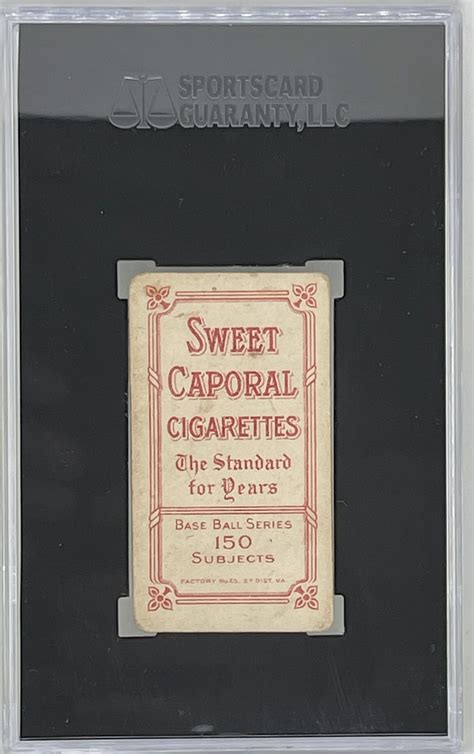 SPORTSCARD
GUARANTY, LLC
SWEET
CAPORAL
CIGARETTES
The Standard
for Years
BASE BALL SERIES
150
SUBJECTS
FACTORY No. 25, 2D DIST. VA.